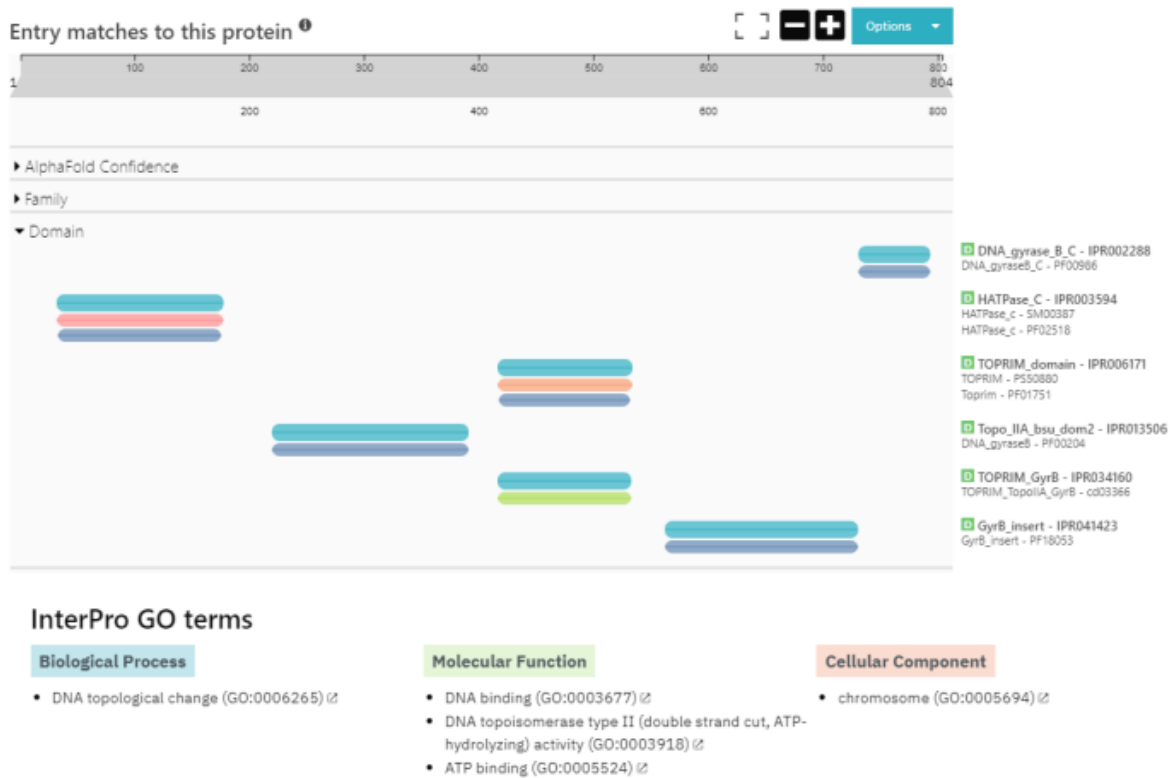 Entry matches to this protein
Options
100 200 300 400 500 600 700 800
1 804
200 400 600 800
AlphaFold Confidence
Family
Domain
DNA_gyrase_B_C - IPR002288
DNA_gyraseB_C - PF00986
HATPase_C - IPR003594
HATPase_c - SM00387
HATPase_c - PF02518
TOPRIM_domain - IPR006171
TOPRIM - PS50880
Toprim - PF01751
Topo_IIA_bsu_dom2 - IPR013506
DNA_gyraseB - PF00204
TOPRIM_GyrB - IPR034160
TOPRIM_TopoIIA_GyrB - cd03366
GyrB_insert - IPR041423
GyrB_insert - PF18053
InterPro GO terms
Biological Process
DNA topological change (GO:0006265)
Molecular Function
DNA binding (GO:0003677)
DNA topoisomerase type II (double strand cut, ATP-
hydrolyzing) activity (GO:0003918)
ATP binding (GO:0005524)
Cellular Component
chromosome (GO:0005694)